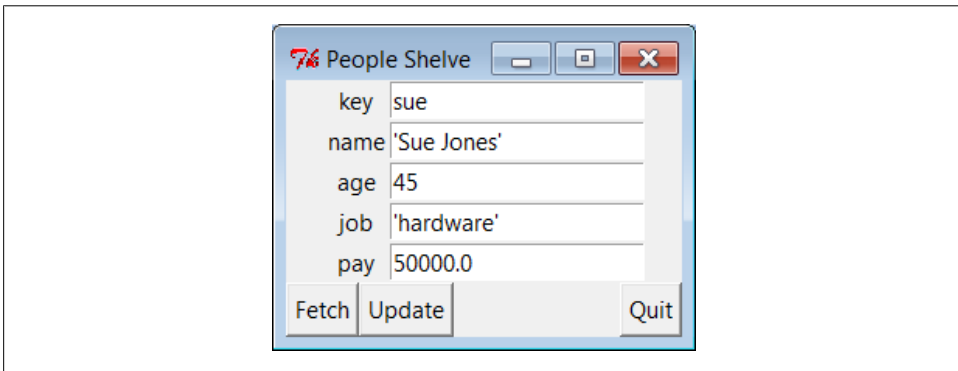 People Shelve
key sue
name 'Sue Jones'
age 45
job 'hardware'
pay 50000.0
Fetch Update Quit